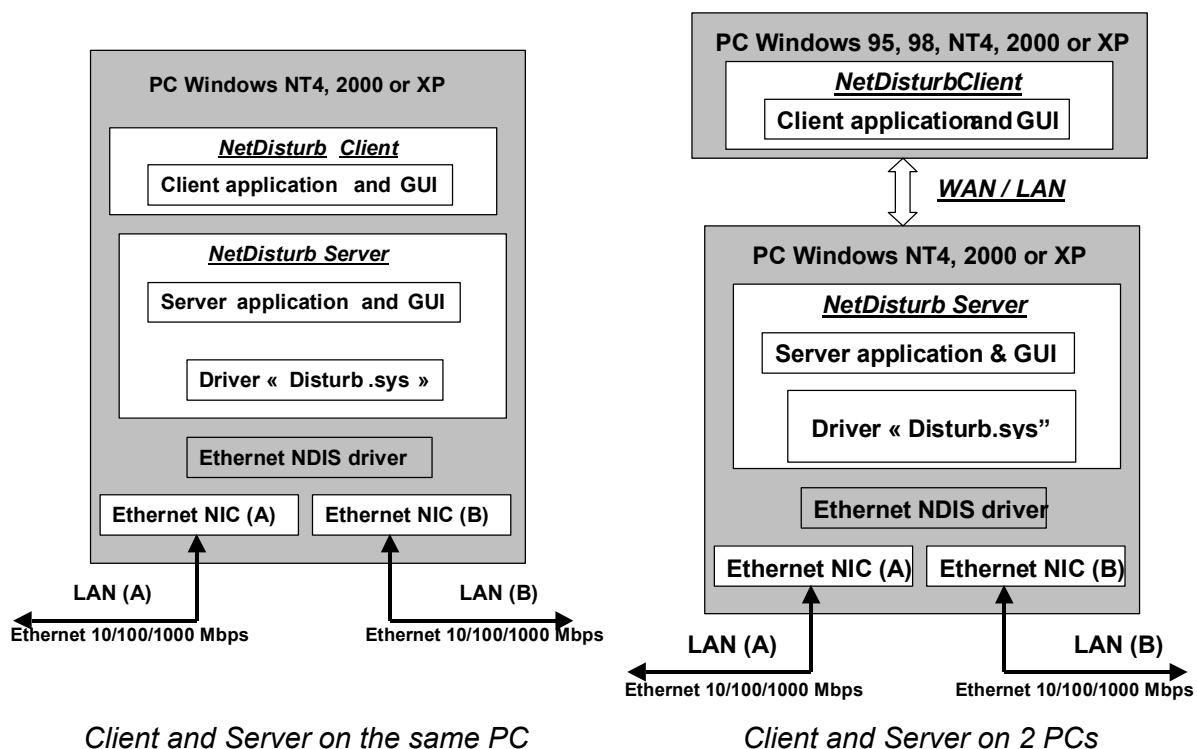 PC Windows NT4, 2000 or XP
NetDisturb Client
Client application and GUI
NetDisturb Server
Server application and GUI
Driver « Disturb .sys »
Ethernet NDIS driver
Ethernet NIC (A)
Ethernet NIC (B)
LAN (A)
LAN (B)
Ethernet 10/100/1000 Mbps
Ethernet 10/100/1000 Mbps
Client and Server on the same PC
PC Windows 95, 98, NT4, 2000 or XP
NetDisturbClient
Client application and GUI
WAN / LAN
PC Windows NT4, 2000 or XP
NetDisturb Server
Server application & GUI
Driver « Disturb.sys”
Ethernet NDIS driver
Ethernet NIC (A)
Ethernet NIC (B)
LAN (A)
LAN (B)
Ethernet 10/100/1000 Mbps
Ethernet 10/100/1000 Mbps
Client and Server on 2 PCs